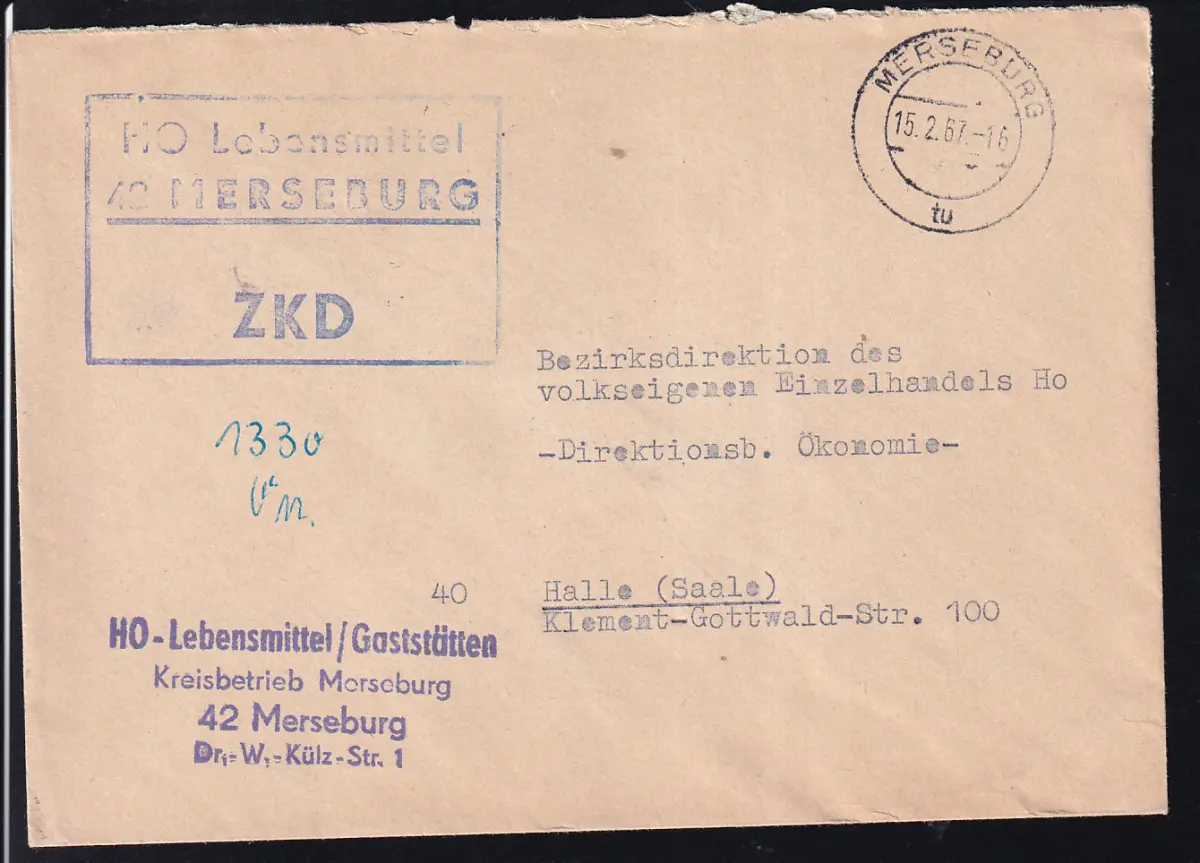 HO Lebensmittel
42 MERSEBURG
ZKD
MERSEBURG
15.2.67.-16
tu
Bezirksdirektion des
volkseigenen Einzelhandels Ho
-Direktionsb. Ökonomie-
1330
40 Halle (Saale)
Klement-Gottwald-Str. 100
HO-Lebensmittel/Gaststätten
Kreisbetrieb Merseburg
42 Merseburg
Dr.-W.-Külz-Str. 1